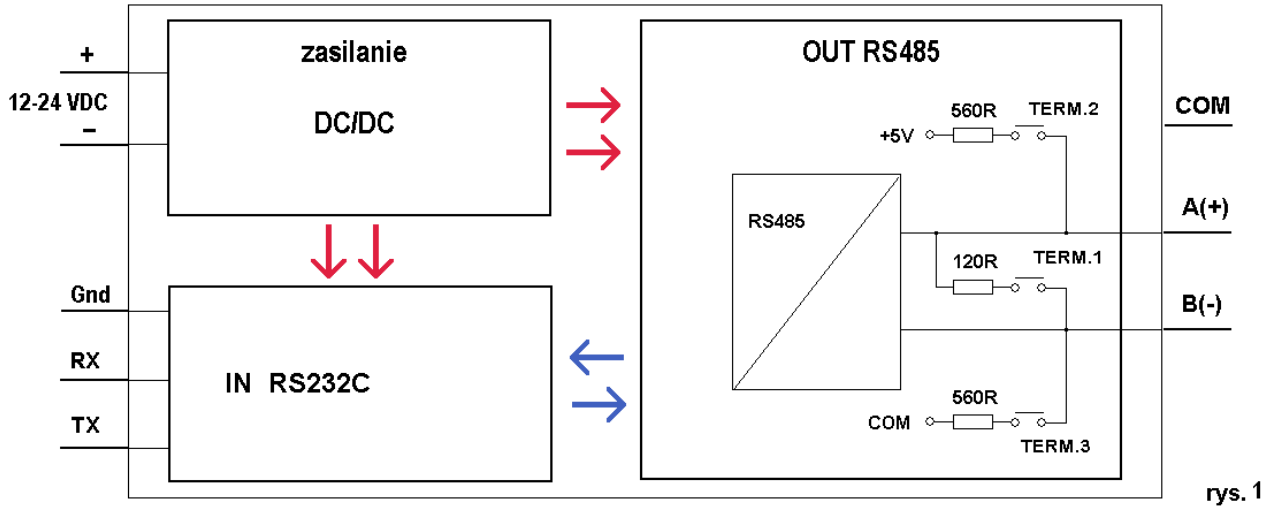 +
12-24 VDC
−
zasilanie
DC/DC
Gnd
RX
TX
IN RS232C
OUT RS485
560R
TERM.2
+5V
RS485
120R
TERM.1
560R
COM
TERM.3
COM
A(+)
B(-)
rys. 1